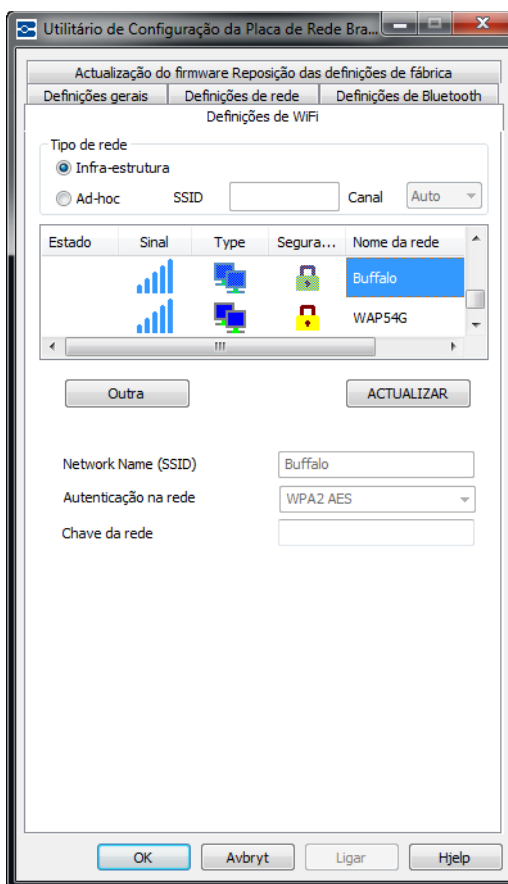 Utilitário de Configuração da Placa de Rede Bra...
Actualização do firmware Reposição das definições de fábrica
Definições gerais Definições de rede Definições de Bluetooth
Definições de WiFi
Tipo de rede
Infra-estrutura
Ad-hoc SSID Canal Auto
Estado Sinal Type Segura... Nome da rede
Buffalo
WAP54G
Outra ACTUALIZAR
Network Name (SSID) Buffalo
Autenticação na rede WPA2 AES
Chave da rede
OK Avbryt Ligar Hjelp